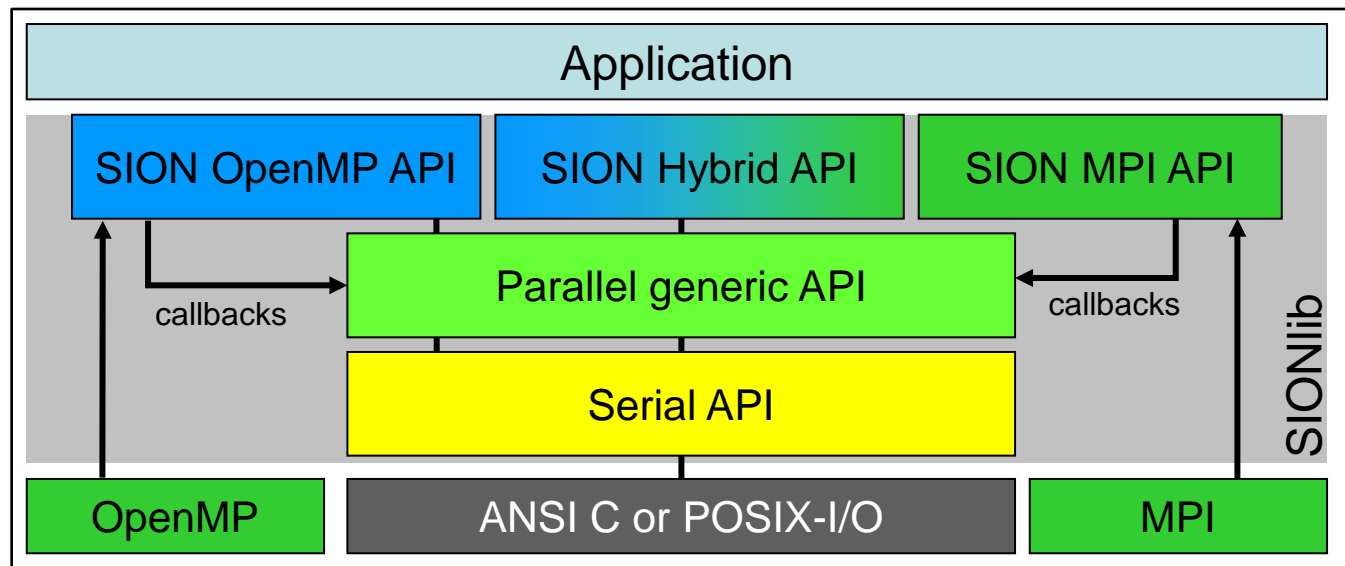 Application
SION OpenMP API
SION Hybrid API
SION MPI API
Parallel generic API
callbacks
callbacks
Serial API
SIONlib
OpenMP
ANSI C or POSIX-I/O
MPI